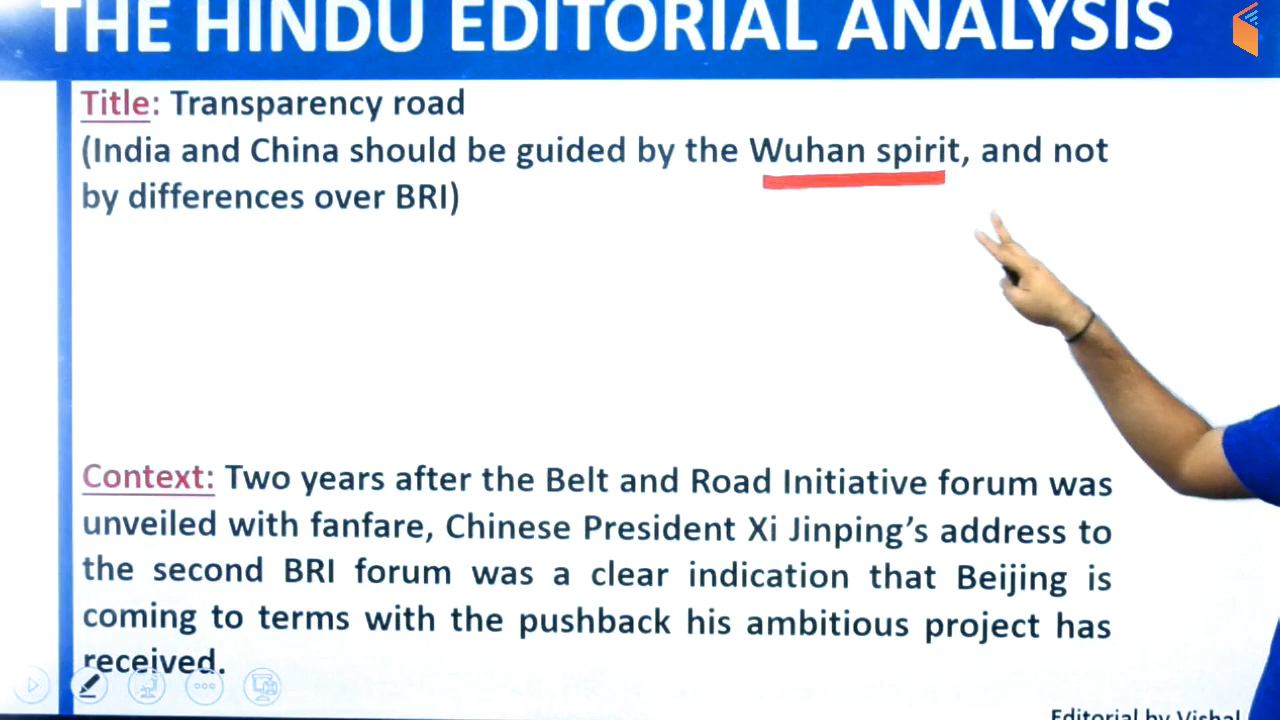 THE HINDU EDITORIAL ANALYSIS
Title: Transparency road
(India and China should be guided by the Wuhan spirit, and not
by differences over BRI)
Context: Two years after the Belt and Road Initiative forum was
unveiled with fanfare, Chinese President Xi Jinping’s address to
the second BRI forum was a clear indication that Beijing is
coming to terms with the pushback his ambitious project has
received.
Editorial by Vishal